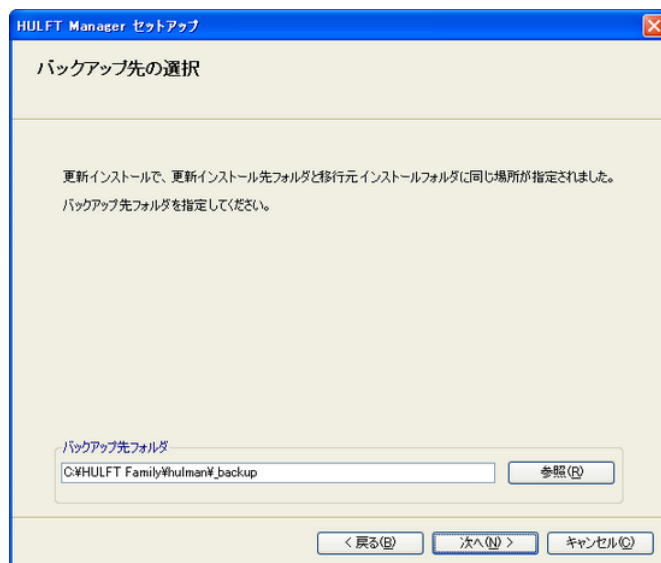 HULFT Manager セットアップ
バックアップ先の選択
更新インストールで、更新インストール先フォルダと移行元インストールフォルダに同じ場所が指定されました。
バックアップ先フォルダを指定してください。
バックアップ先フォルダ
C:¥HULFT Family¥hulman¥_backup
参照(R)
< 戻る(B)
次へ(N) >
キャンセル(C)